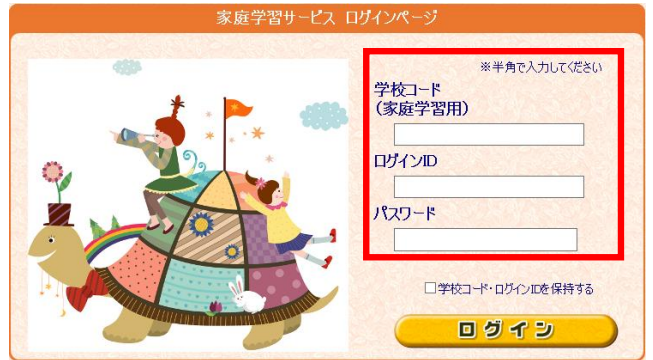 家庭学習サービス ログインページ
※半角で入力してください
学校コード
（家庭学習用）
ログインID
パスワード
学校コード・ログインIDを保持する
ログイン